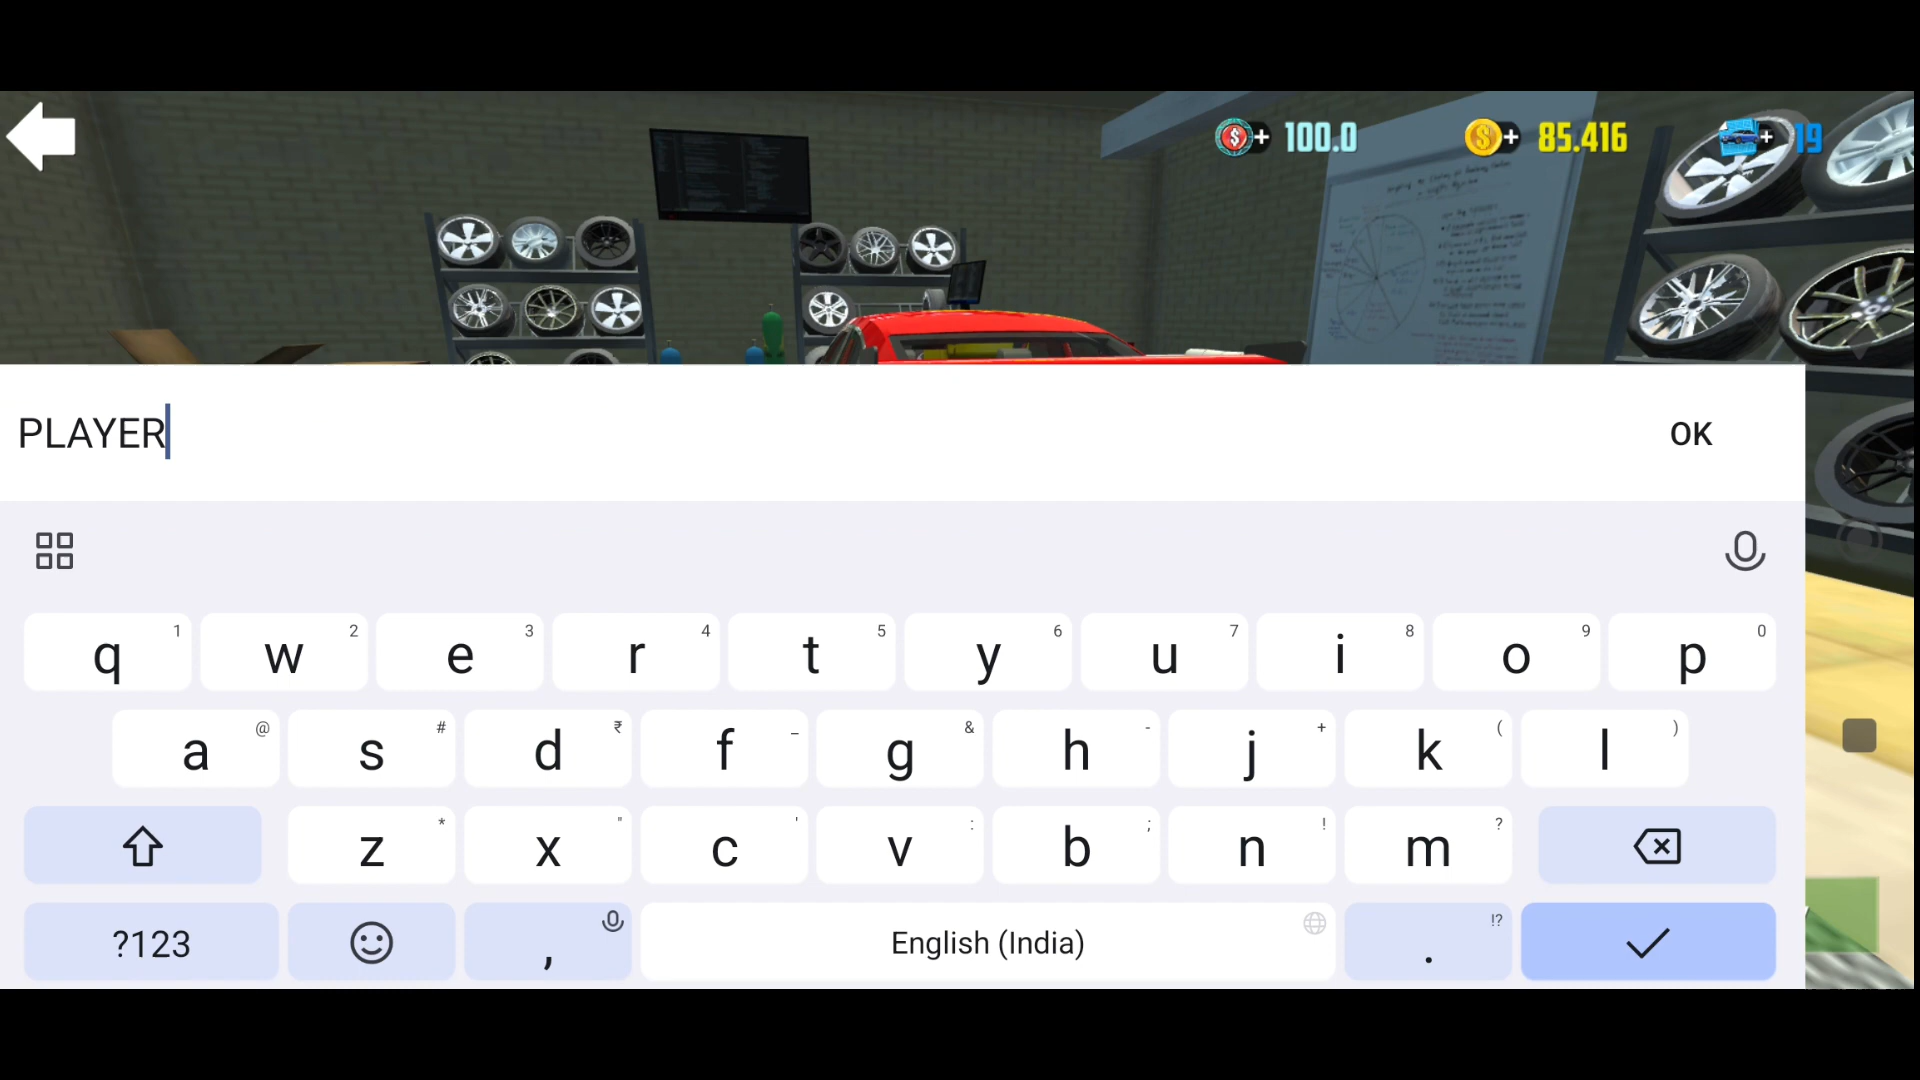 100.0
85.416
19
PLAYER
OK
q 1 w 2 e 3 r 4 t 5 y 6 u 7 i 8 o 9 p 0
a @ s # d ₹ f _ g & h - j + k ( l )
z * x " c ' v : b ; n ! m ?
?123 , English (India) . !?